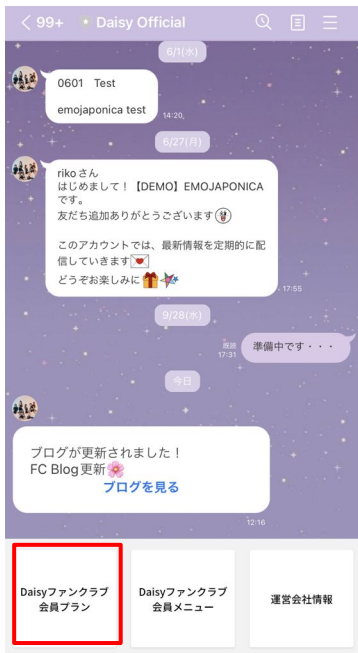 99+ Daisy Official
6/1(水)
0601 Test
emojaponica test
14:20
6/27(月)
rikoさん
はじめまして！【DEMO】EMOJAPONICA
です。
友だち追加ありがとうございます
このアカウントでは、最新情報を定期的に配
信していきます💌
どうぞお楽しみに🎁
17:55
9/28(水)
既読
17:31
準備中です・・・
今日
ブログが更新されました！
FC Blog更新🌸
ブログを見る
12:16
Daisyファンクラブ
会員プラン
Daisyファンクラブ
会員メニュー
運営会社情報